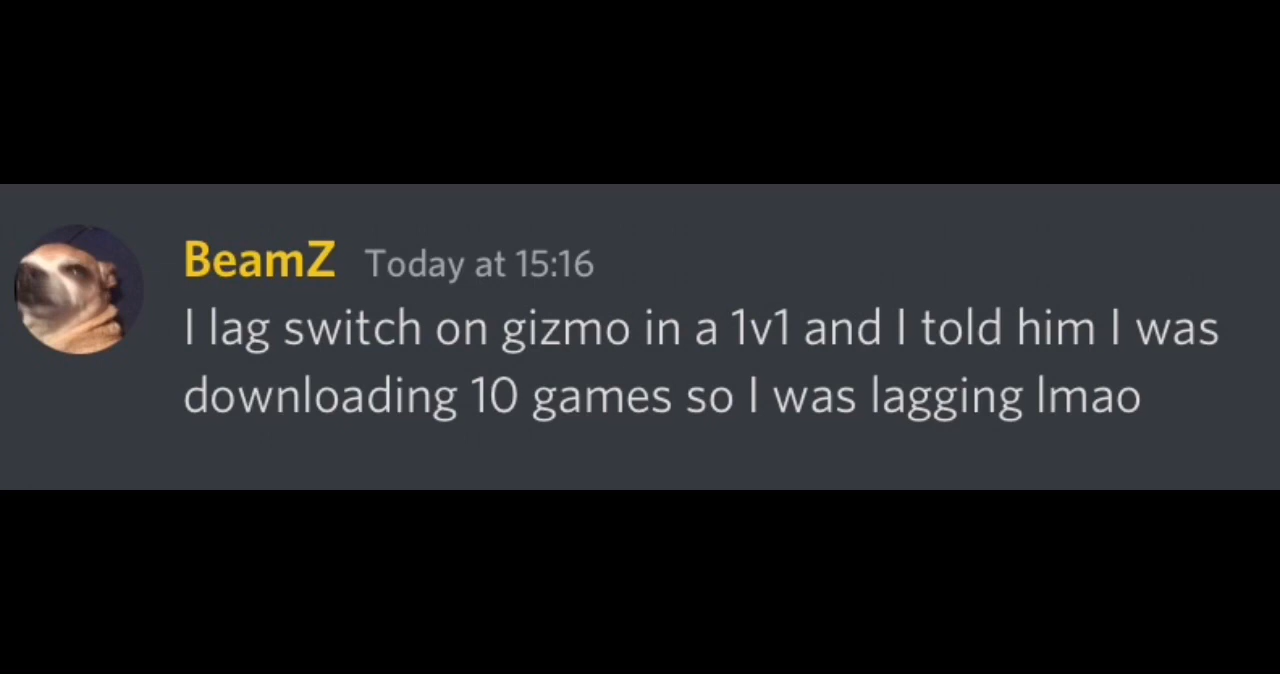 BeamZ Today at 15:16
I lag switch on gizmo in a 1v1 and I told him I was
downloading 10 games so I was lagging lmao